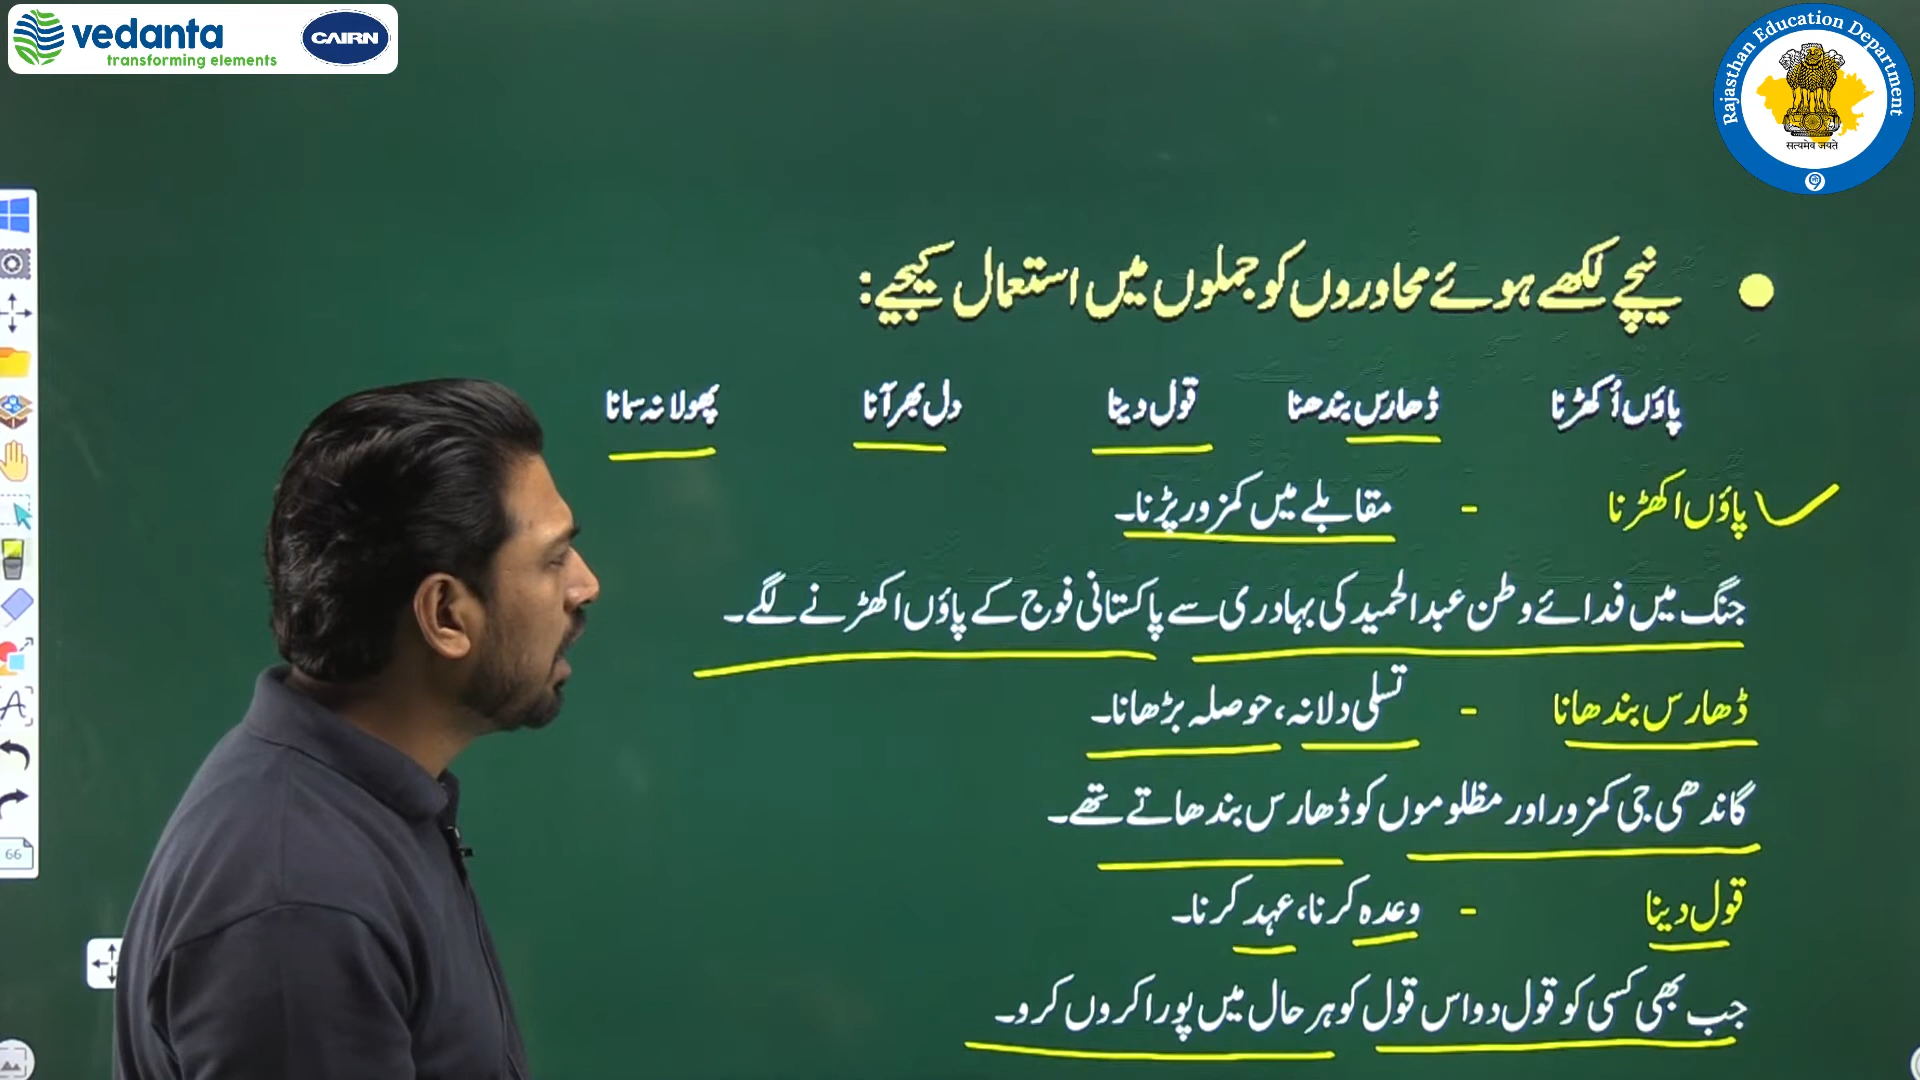 vedanta
transforming elements
CAIRN
Rajasthan Education Department
सत्यमेव जयते
نیچے لکھے ہوئے محاوروں کو جملوں میں استعمال کیجیے:
پاؤں اُکھڑنا ڈھارس بندھنا قول دینا دل بھر آنا پھولا نہ سمانا
پاؤں اکھڑنا - مقابلے میں کمزور پڑنا۔
جنگ میں فدائے وطن عبد الحمید کی بہادری سے پاکستانی فوج کے پاؤں اکھڑنے لگے۔
ڈھارس بندھانا - تسلی دلانہ، حوصلہ بڑھانا۔
گاندھی جی کمزور اور مظلوموں کو ڈھارس بندھاتے تھے۔
قول دینا - وعدہ کرنا، عہد کرنا۔
جب بھی کسی کو قول دو اس قول کو ہر حال میں پورا کروں کرو۔
66